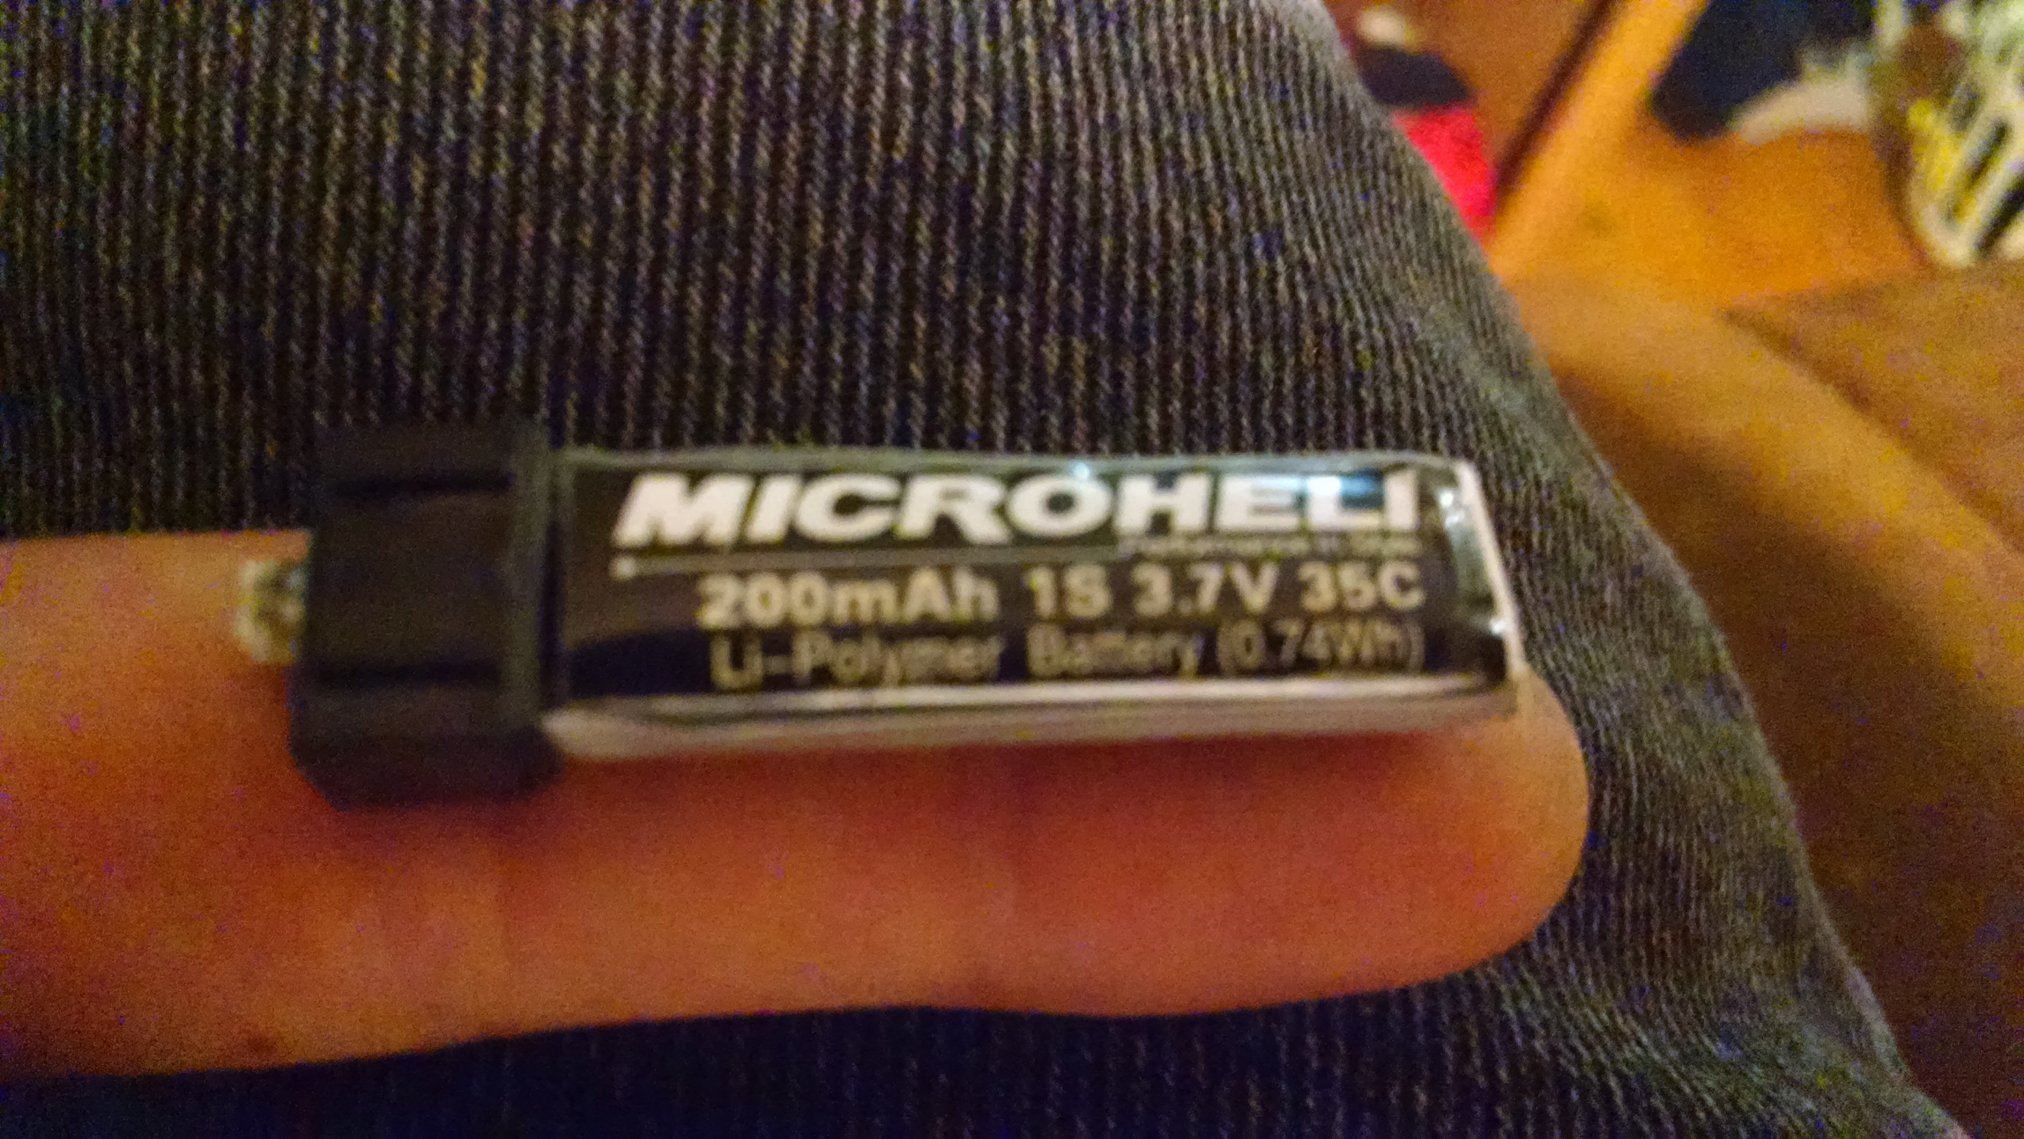 MICROHELI
200mAh 1S 3.7V 35C
Li-Polymer Battery (0.74Wh)